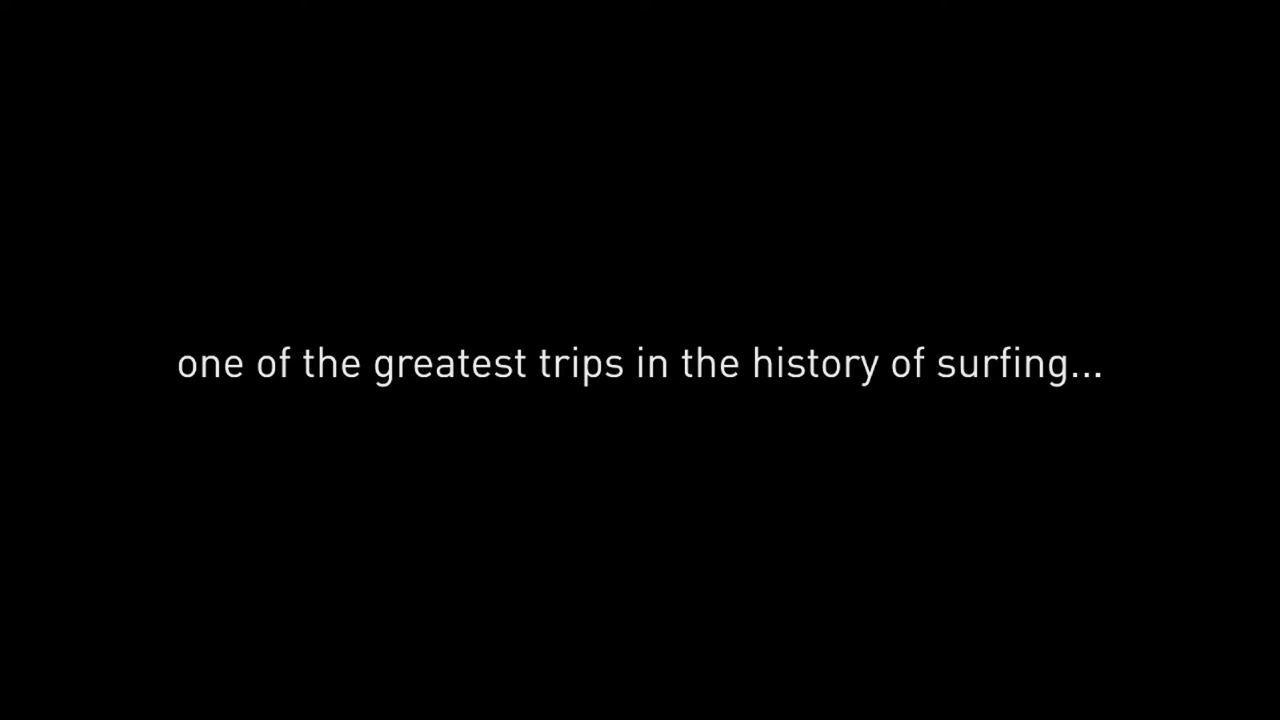 one of the greatest trips in the history of surfing...